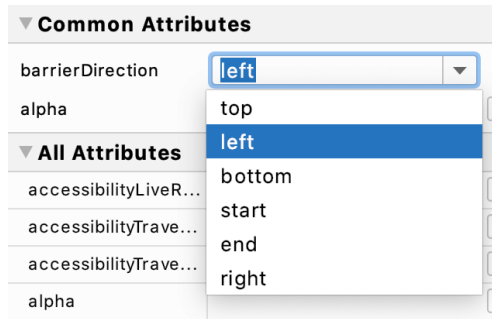 Common Attributes
barrierDirection left
alpha top
left
All Attributes
bottom
accessibilityLiveR...
start
accessibilityTrave...
end
accessibilityTrave...
right
alpha